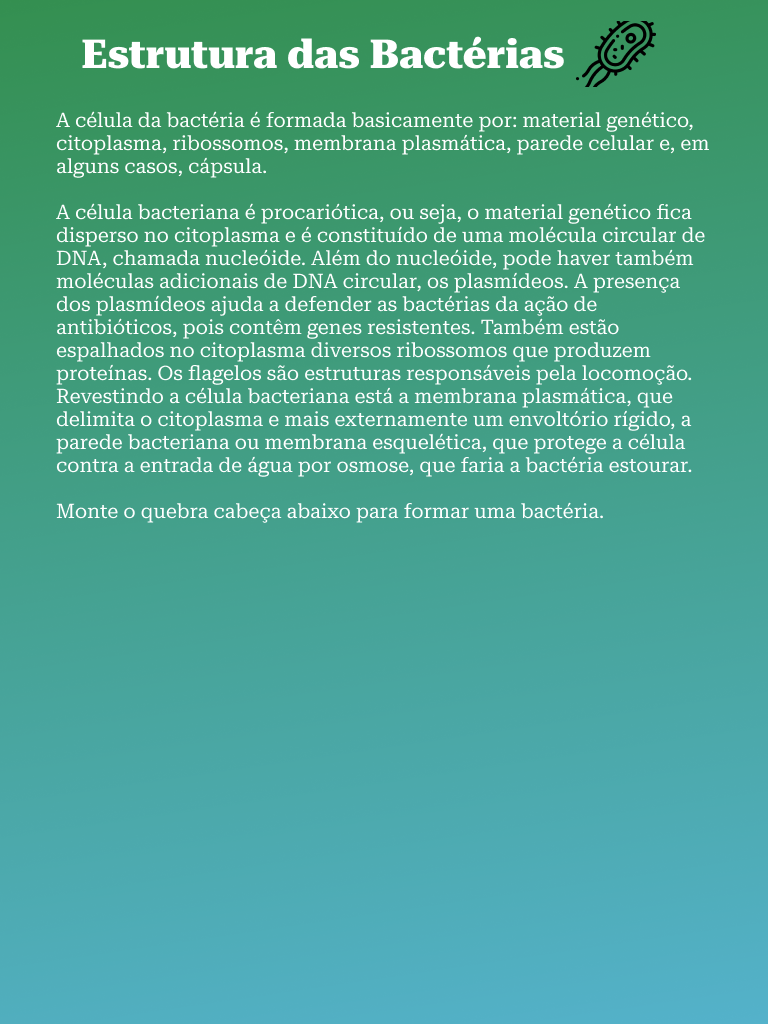 Estrutura das Bactérias
A célula da bactéria é formada basicamente por: material genético,
citoplasma, ribossomos, membrana plasmática, parede celular e, em
alguns casos, cápsula.
A célula bacteriana é procariótica, ou seja, o material genético fica
disperso no citoplasma e é constituído de uma molécula circular de
DNA, chamada nucleóide. Além do nucleóide, pode haver também
moléculas adicionais de DNA circular, os plasmídeos. A presença
dos plasmídeos ajuda a defender as bactérias da ação de
antibióticos, pois contêm genes resistentes. Também estão
espalhados no citoplasma diversos ribossomos que produzem
proteínas. Os flagelos são estruturas responsáveis pela locomoção.
Revestindo a célula bacteriana está a membrana plasmática, que
delimita o citoplasma e mais externamente um envoltório rígido, a
parede bacteriana ou membrana esquelética, que protege a célula
contra a entrada de água por osmose, que faria a bactéria estourar.
Monte o quebra cabeça abaixo para formar uma bactéria.